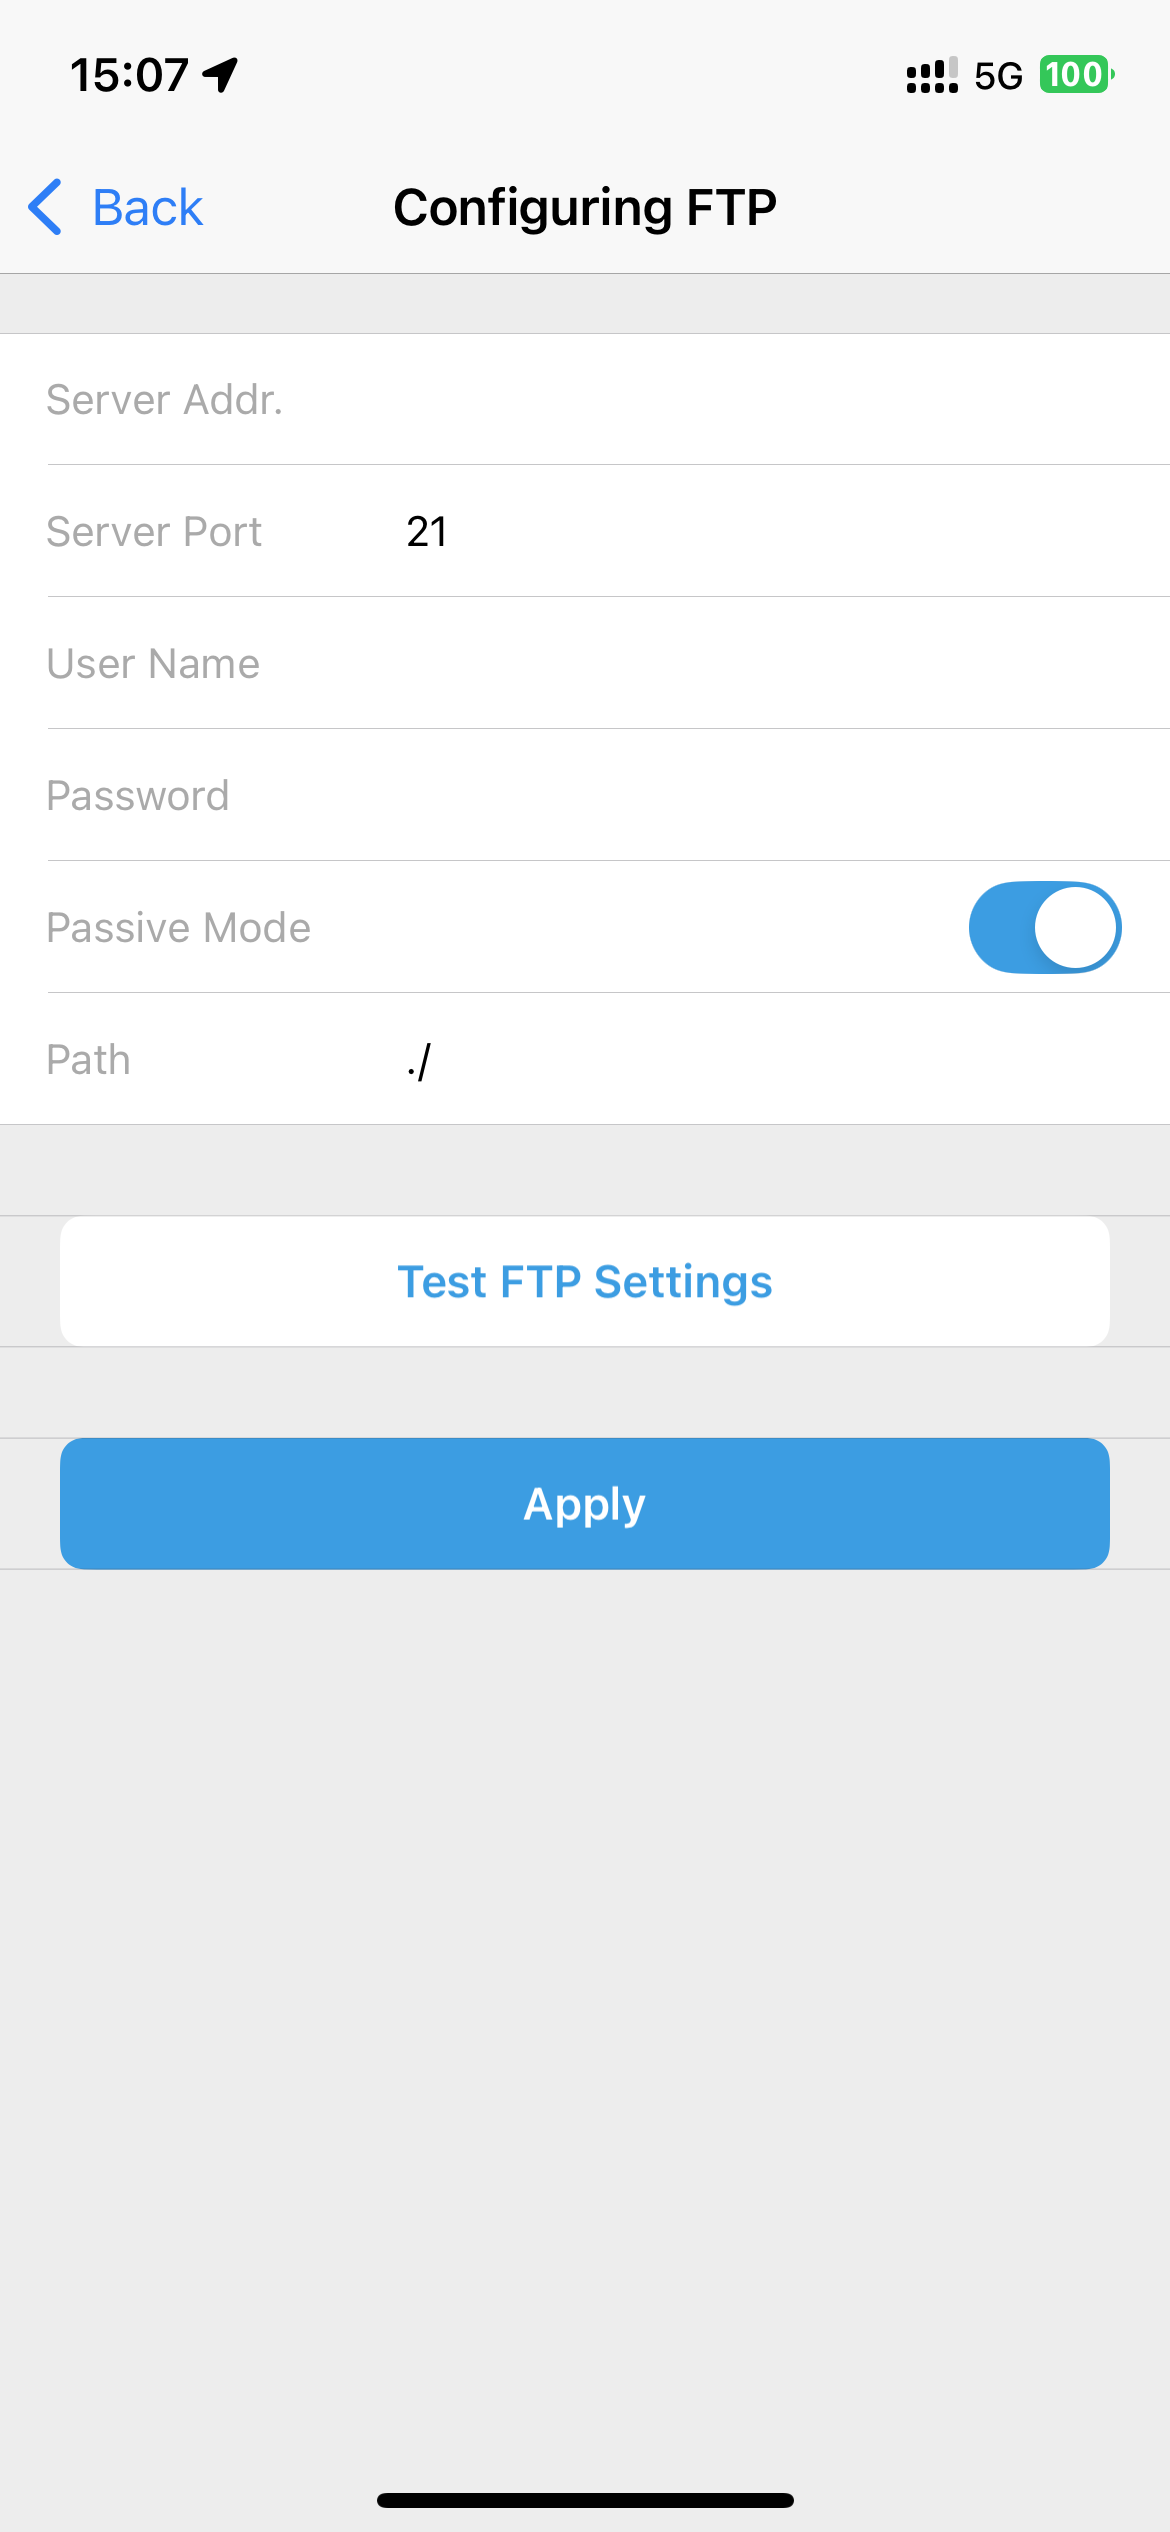 15:07 5G 100
Back Configuring FTP
Server Addr.
Server Port 21
User Name
Password
Passive Mode
Path ./
Test FTP Settings
Apply